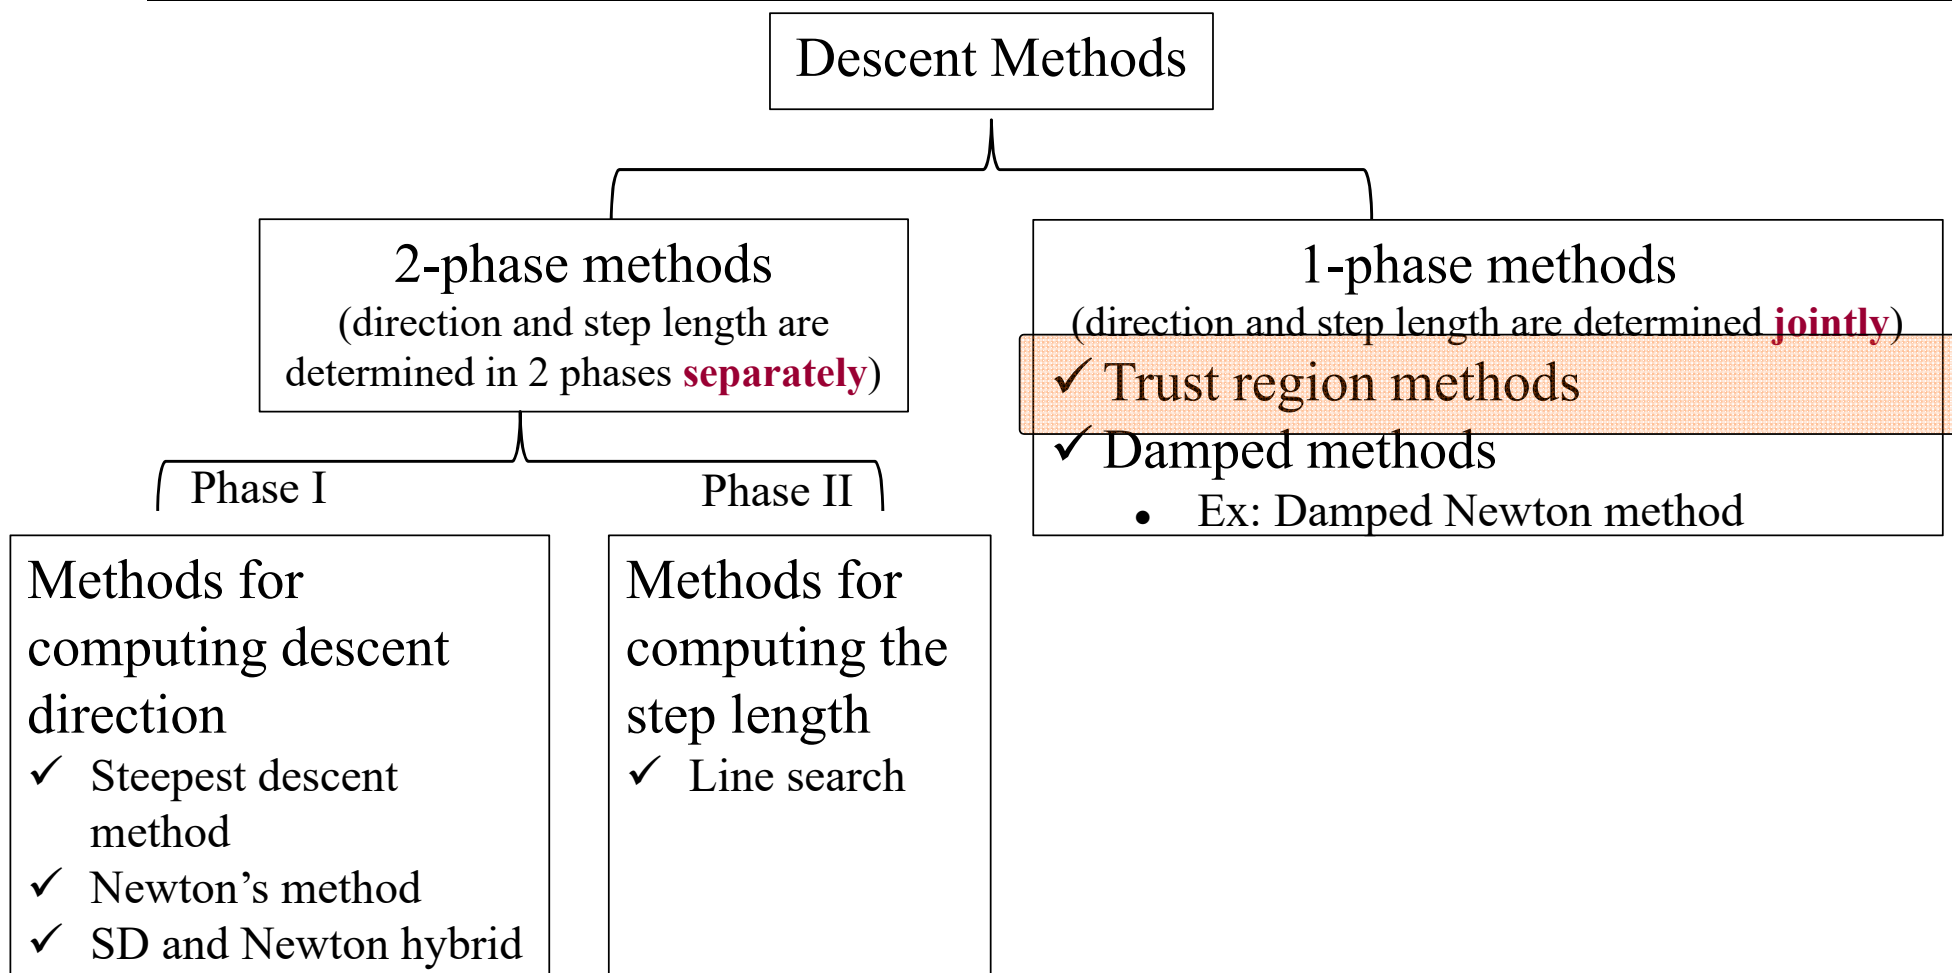 Descent Methods
2-phase methods
(direction and step length are
determined in 2 phases separately)
1-phase methods
(direction and step length are determined jointly)
✓ Trust region methods
✓ Damped methods
• Ex: Damped Newton method
Phase I
Phase II
Methods for
computing descent
direction
✓ Steepest descent
method
✓ Newton’s method
✓ SD and Newton hybrid
Methods for
computing the
step length
✓ Line search